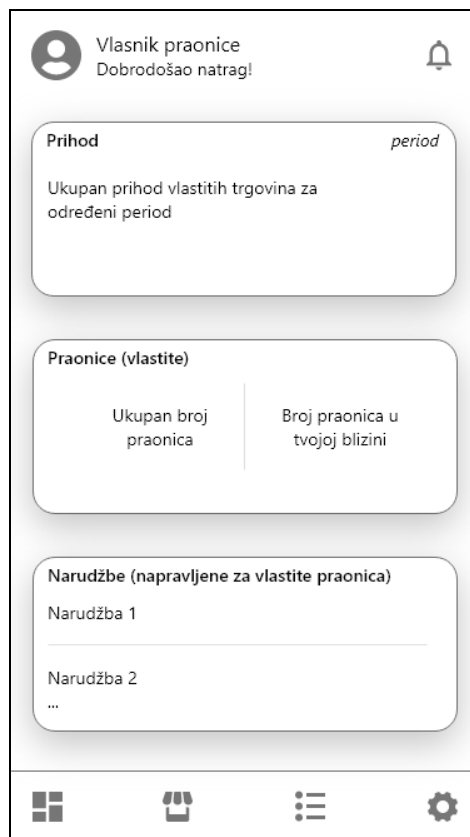 Vlasnik praonice
Dobrodošao natrag!
Prihod period
Ukupan prihod vlastitih trgovina za
određeni period
Praonice (vlastite)
Ukupan broj
praonica
Broj praonica u
tvojoj blizini
Narudžbe (napravljene za vlastite praonica)
Narudžba 1
Narudžba 2
...